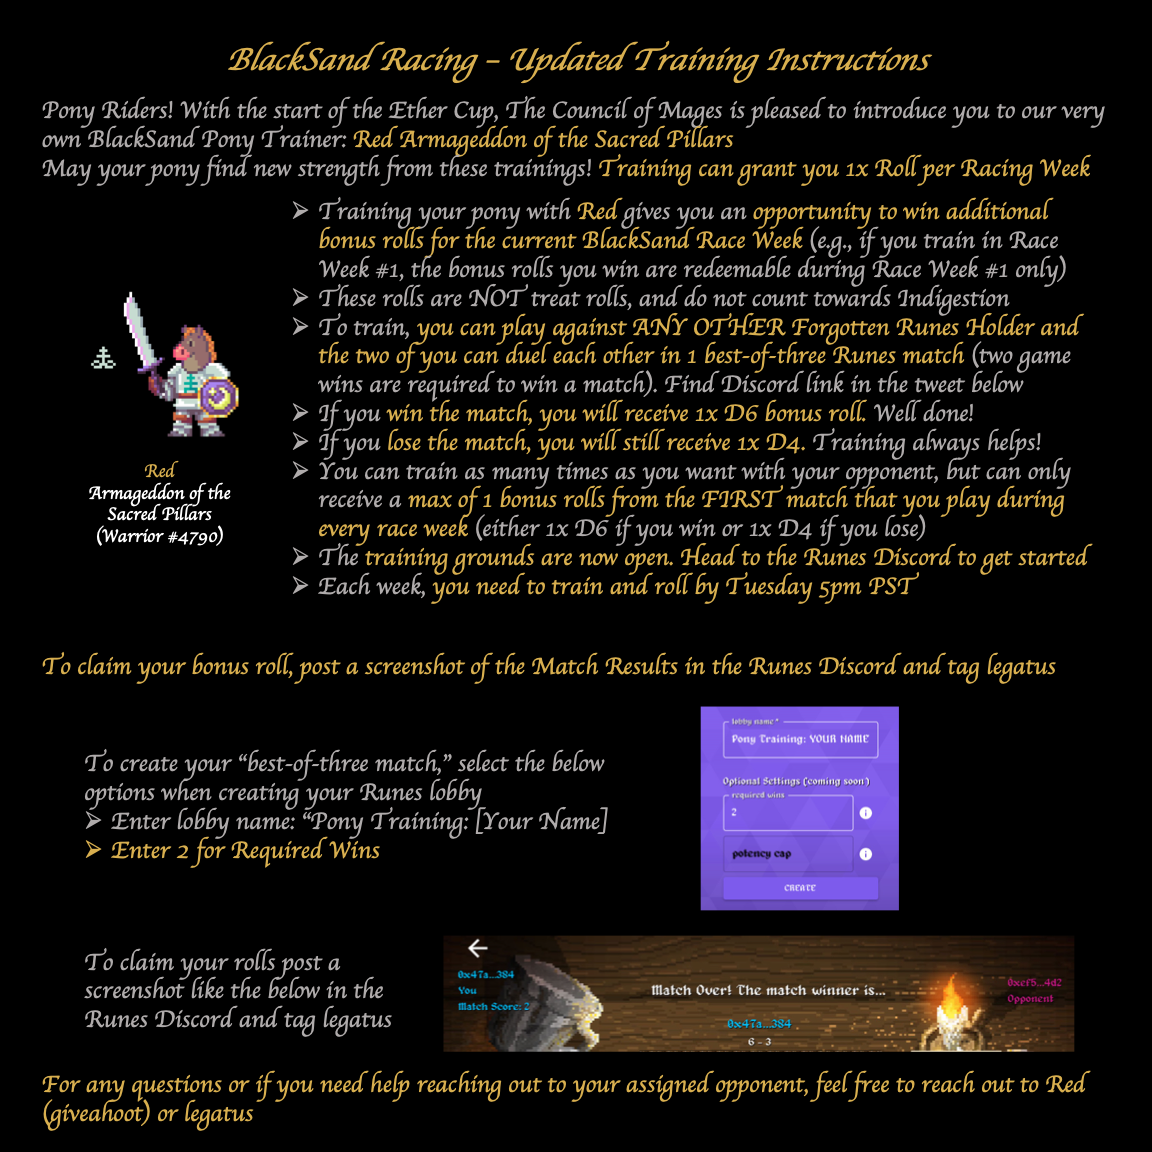 BlackSand Racing – Updated Training Instructions
Pony Riders! With the start of the Ether Cup, The Council of Mages is pleased to introduce you to our very
own BlackSand Pony Trainer: Red Armageddon of the Sacred Pillars
May your pony find new strength from these trainings! Training can grant you 1x Roll per Racing Week
➢ Training your pony with Red gives you an opportunity to win additional
bonus rolls for the current BlackSand Race Week (e.g., if you train in Race
Week #1, the bonus rolls you win are redeemable during Race Week #1 only)
➢ These rolls are NOT treat rolls, and do not count towards Indigestion
➢ To train, you can play against ANY OTHER Forgotten Runes Holder and
the two of you can duel each other in 1 best-of-three Runes match (two game
wins are required to win a match). Find Discord link in the tweet below
➢ If you win the match, you will receive 1x D6 bonus roll. Well done!
➢ If you lose the match, you will still receive 1x D4. Training always helps!
➢ You can train as many times as you want with your opponent, but can only
receive a max of 1 bonus rolls from the FIRST match that you play during
every race week (either 1x D6 if you win or 1x D4 if you lose)
➢ The training grounds are now open. Head to the Runes Discord to get started
➢ Each week, you need to train and roll by Tuesday 5pm PST
Red
Armageddon of the
Sacred Pillars
(Warrior #4790)
To claim your bonus roll, post a screenshot of the Match Results in the Runes Discord and tag legatus
To create your “best-of-three match,” select the below
options when creating your Runes lobby
➢ Enter lobby name: “Pony Training: [Your Name]
➢ Enter 2 for Required Wins
lobby name *
Pony Training: YOUR NAME
Optional Settings (coming soon)
required wins
2
potency cap
CREATE
To claim your rolls post a
screenshot like the below in the
Runes Discord and tag legatus
0x47a...384
You
Match Score: 2
Match Over! The match winner is...
0x47a...384
6 - 3
0xef5...4d2
Opponent
For any questions or if you need help reaching out to your assigned opponent, feel free to reach out to Red
(giveahoot) or legatus